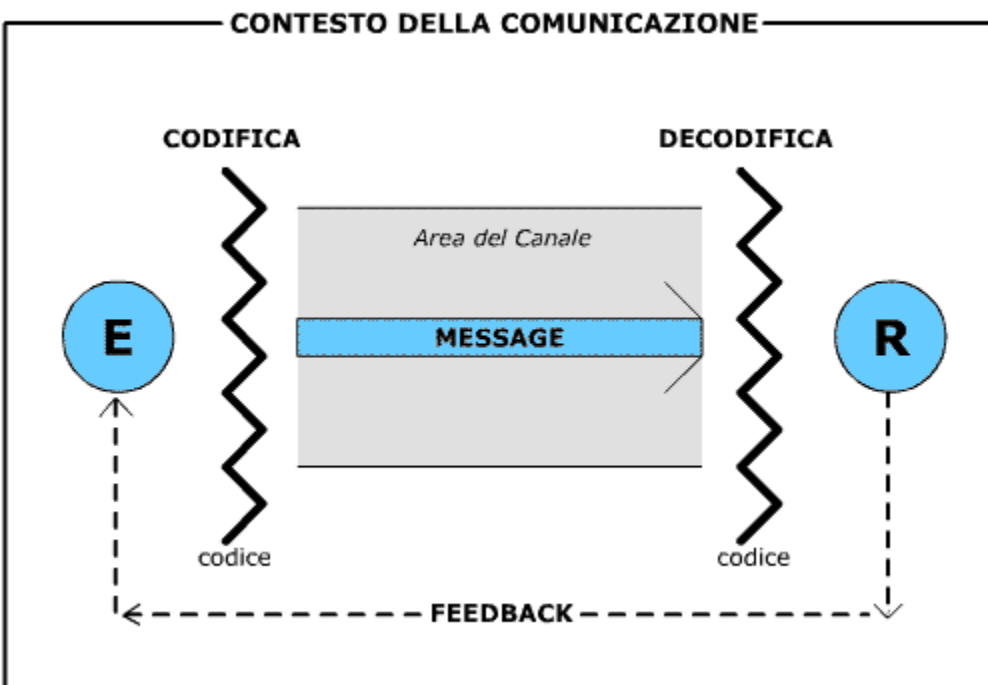 CONTESTO DELLA COMUNICAZIONE
CODIFICA
DECODIFICA
Area del Canale
E
MESSAGE
R
codice
codice
FEEDBACK